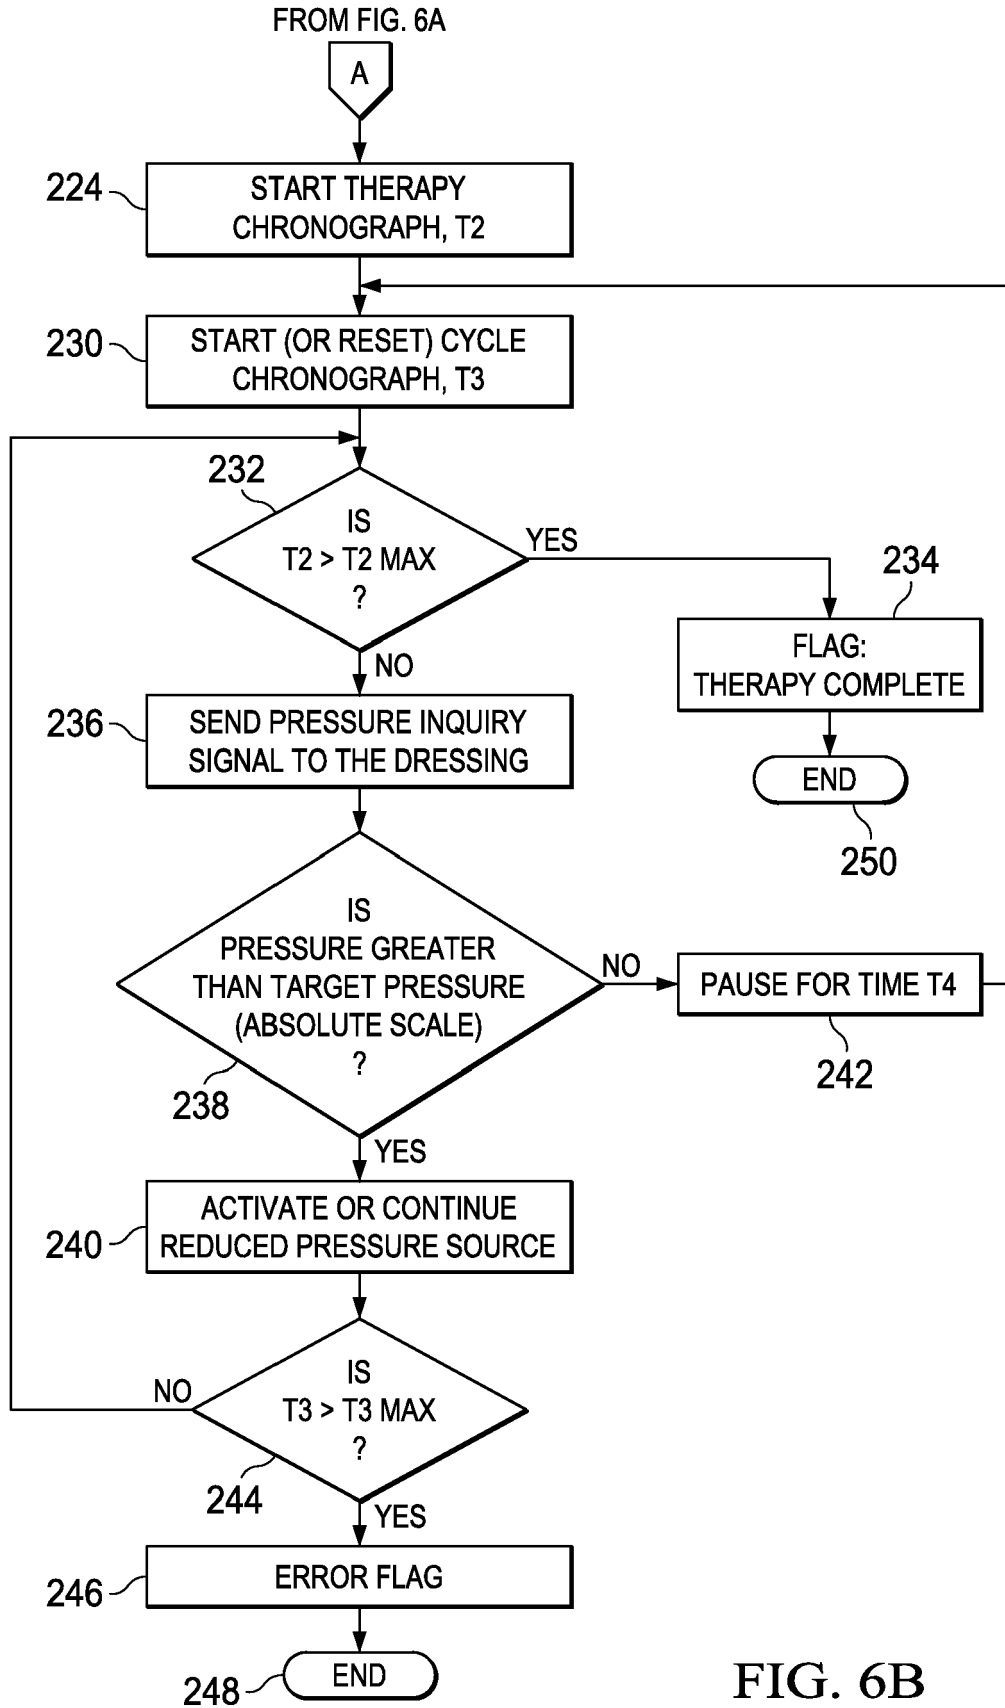 FROM FIG. 6A
A
224
START THERAPY
CHRONOGRAPH, T2
230
START (OR RESET) CYCLE
CHRONOGRAPH, T3
232
IS
T2 > T2 MAX
?
YES
234
FLAG:
THERAPY COMPLETE
NO
236
SEND PRESSURE INQUIRY
SIGNAL TO THE DRESSING
END
250
IS
PRESSURE GREATER
THAN TARGET PRESSURE
(ABSOLUTE SCALE)
?
NO
PAUSE FOR TIME T4
242
238
YES
240
ACTIVATE OR CONTINUE
REDUCED PRESSURE SOURCE
IS
T3 > T3 MAX
?
NO
244
YES
246
ERROR FLAG
248
END
FIG. 6B